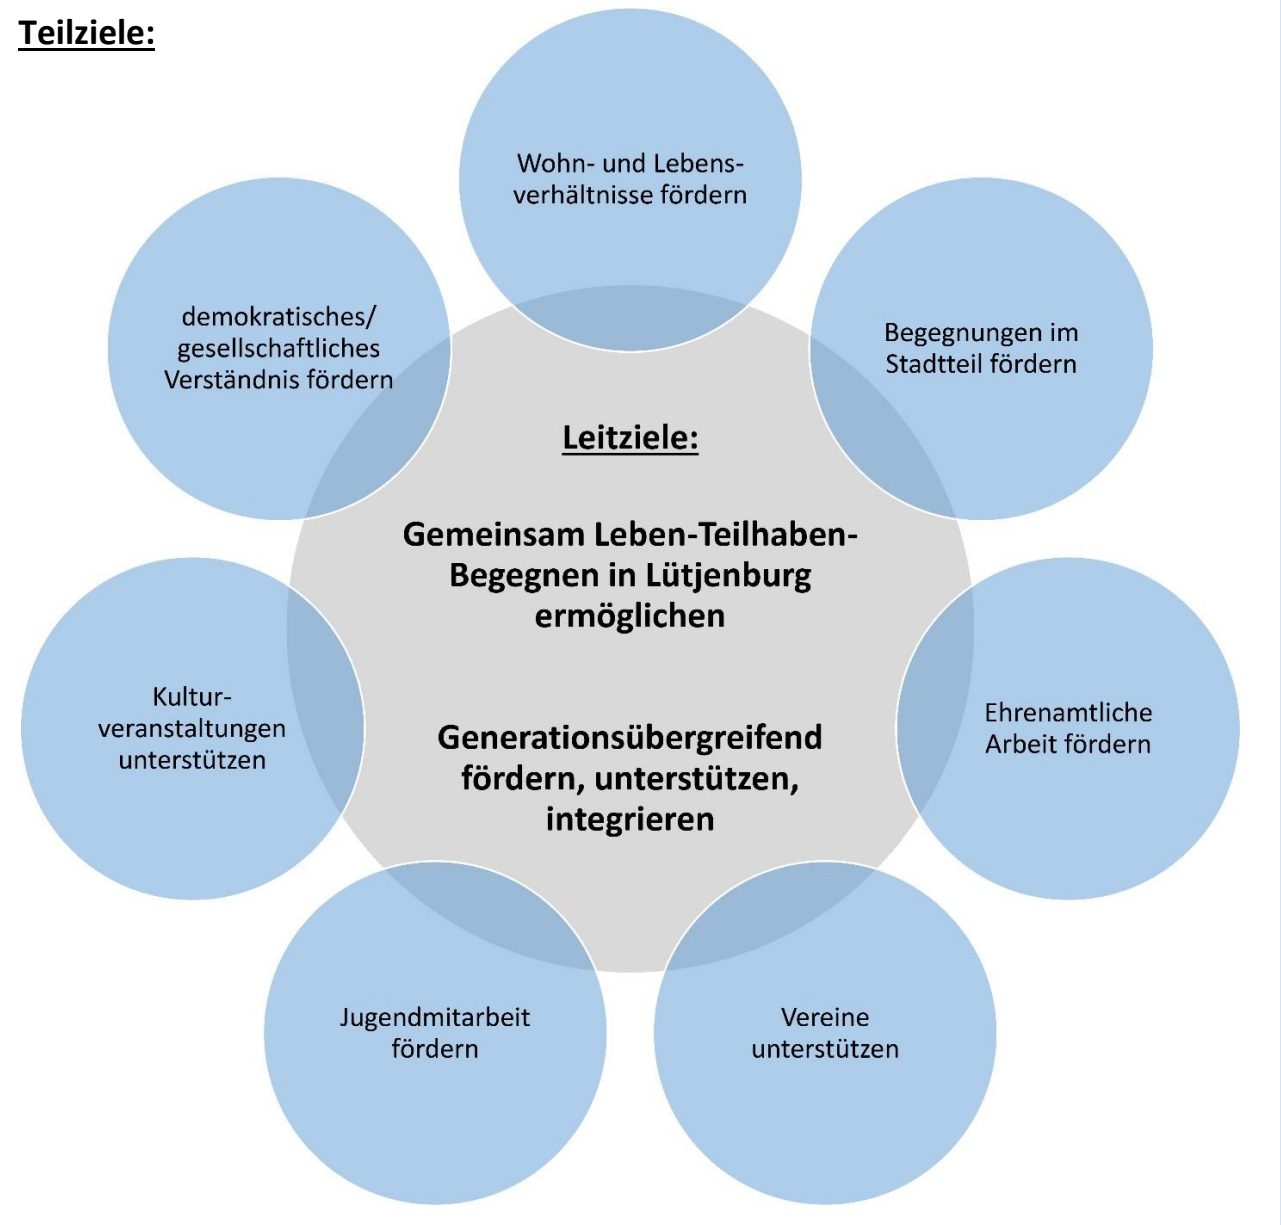 Teilziele:
Wohn- und Lebens-
verhältnisse fördern
Begegnungen im
Stadtteil fördern
Ehrenamtliche
Arbeit fördern
Vereine
unterstützen
Jugendmitarbeit
fördern
Kultur-
veranstaltungen
unterstützen
demokratisches/
gesellschaftliches
Verständnis fördern
Leitziele:
Gemeinsam Leben-Teilhaben-
Begegnen in Lütjenburg
ermöglichen
Generationsübergreifend
fördern, unterstützen,
integrieren